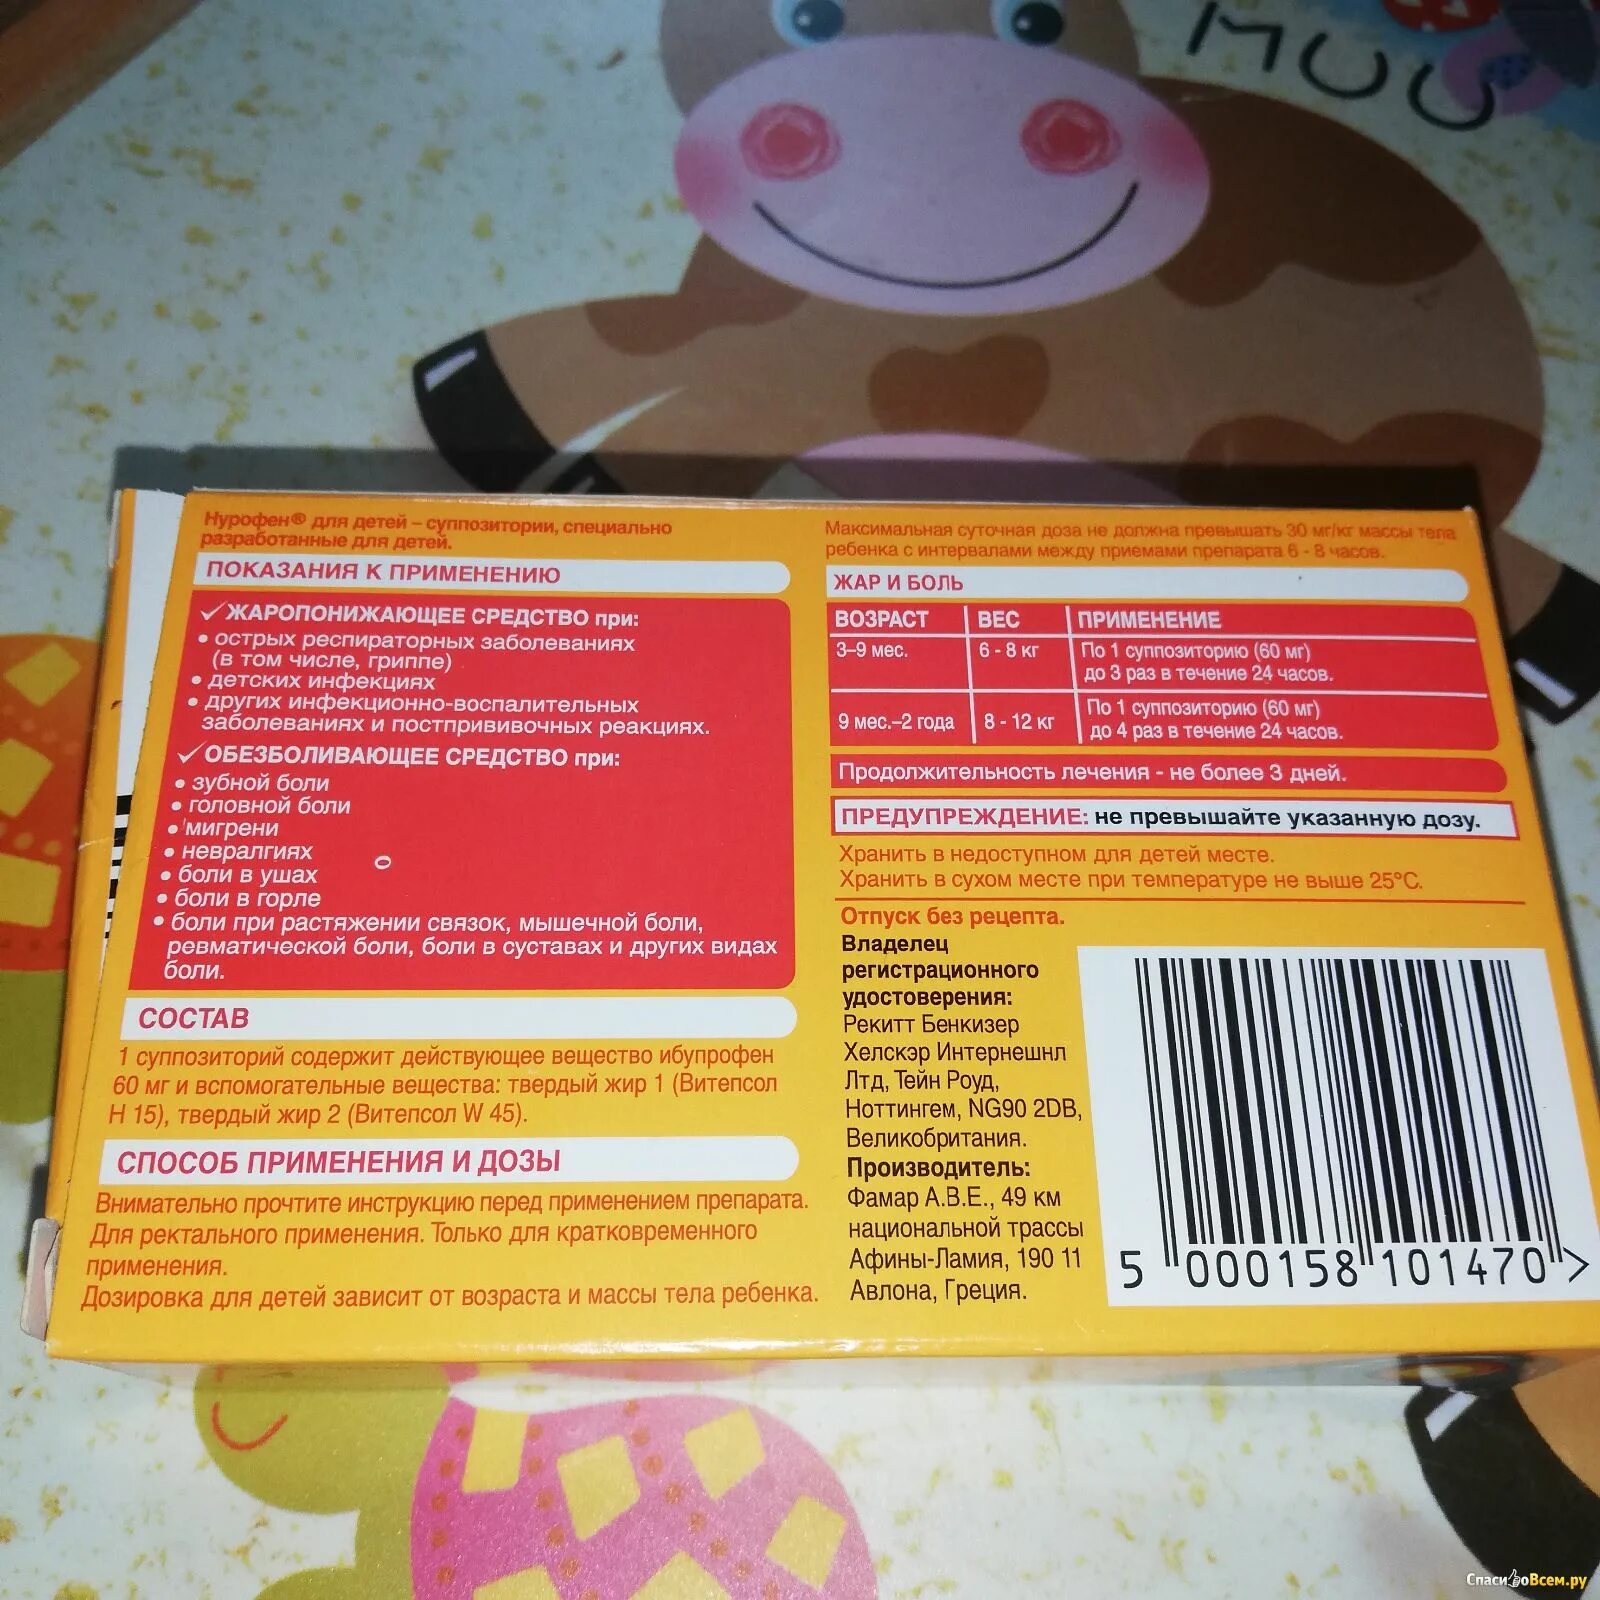 MUU
Нурофен® для детей – суппозитории, специально
разработанные для детей.
ПОКАЗАНИЯ К ПРИМЕНЕНИЮ
✓ЖАРОПОНИЖАЮЩЕЕ СРЕДСТВО при:
• острых респираторных заболеваниях
(в том числе, гриппе)
• детских инфекциях
• других инфекционно-воспалительных
заболеваниях и постпрививочных реакциях.
✓ОБЕЗБОЛИВАЮЩЕЕ СРЕДСТВО при:
• зубной боли
• головной боли
• мигрени
• невралгиях
• боли в ушах
• боли в горле
• боли при растяжении связок, мышечной боли,
ревматической боли, боли в суставах и других видах
боли.
СОСТАВ
1 суппозиторий содержит действующее вещество ибупрофен
60 мг и вспомогательные вещества: твердый жир 1 (Витепсол
H 15), твердый жир 2 (Витепсол W 45).
СПОСОБ ПРИМЕНЕНИЯ И ДОЗЫ
Внимательно прочтите инструкцию перед применением препарата.
Для ректального применения. Только для кратковременного
применения.
Дозировка для детей зависит от возраста и массы тела ребенка.
Максимальная суточная доза не должна превышать 30 мг/кг массы тела
ребенка с интервалами между приемами препарата 6 - 8 часов.
ЖАР И БОЛЬ
ВОЗРАСТ ВЕС ПРИМЕНЕНИЕ
3–9 мес. 6 - 8 кг По 1 суппозиторию (60 мг)
до 3 раз в течение 24 часов.
9 мес.–2 года 8 - 12 кг По 1 суппозиторию (60 мг)
до 4 раз в течение 24 часов.
Продолжительность лечения - не более 3 дней.
ПРЕДУПРЕЖДЕНИЕ: не превышайте указанную дозу.
Хранить в недоступном для детей месте.
Хранить в сухом месте при температуре не выше 25°C.
Отпуск без рецепта.
Владелец
регистрационного
удостоверения:
Рекитт Бенкизер
Хелскэр Интернешнл
Лтд, Тейн Роуд,
Ноттингем, NG90 2DB,
Великобритания.
Производитель:
Фамар А.В.Е., 49 км
национальной трассы
Афины-Ламия, 190 11
Авлона, Греция.
5 000158 101470 >
СпасибоВсем.ру